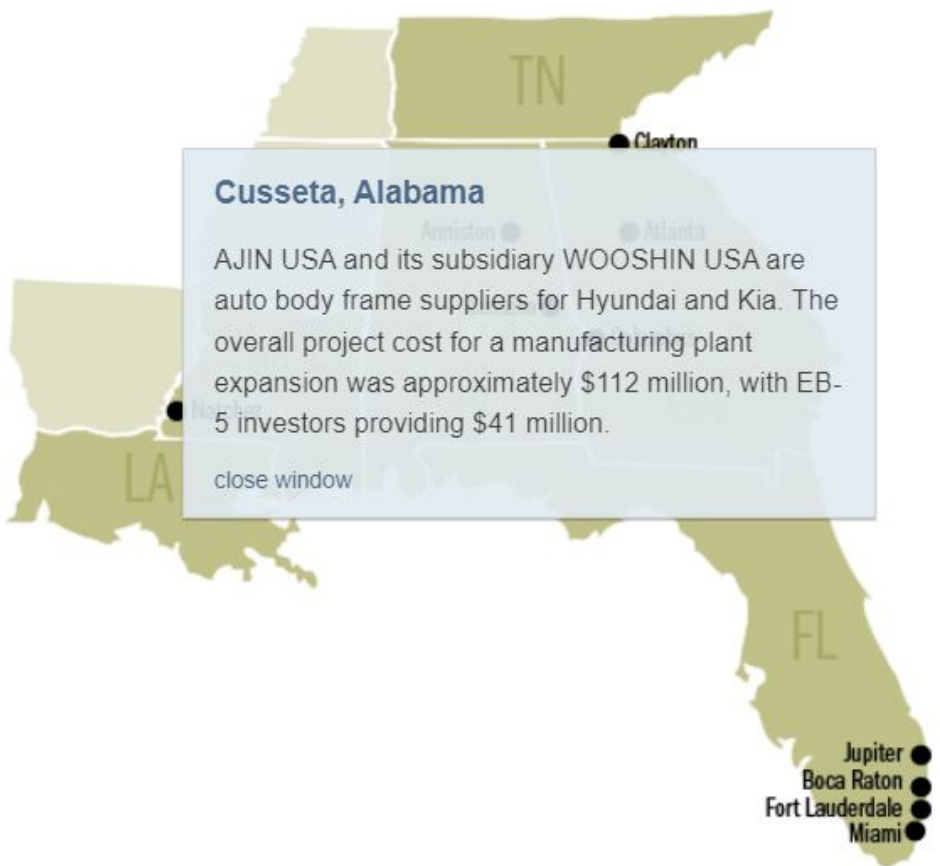 TN
Clayton
Cusseta, Alabama
Anniston
Atlanta
AJIN USA and its subsidiary WOOSHIN USA are
auto body frame suppliers for Hyundai and Kia. The
overall project cost for a manufacturing plant
expansion was approximately $112 million, with EB-
5 investors providing $41 million.
Natchez
LA
close window
FL
Jupiter
Boca Raton
Fort Lauderdale
Miami